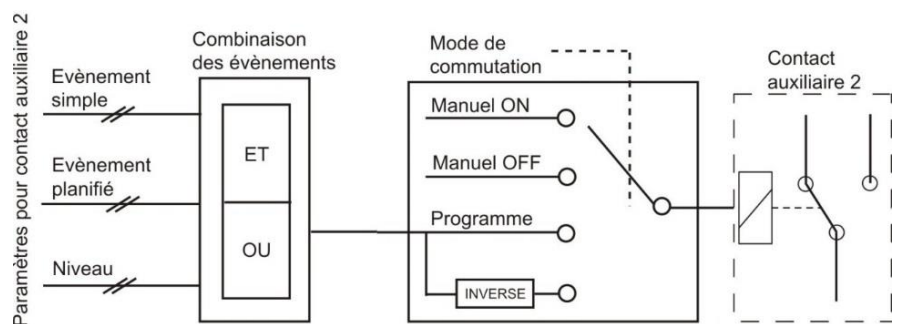 Paramètres pour contact auxiliaire 2
Evènement
simple
Evènement
planifié
Niveau
Combinaison
des évènements
ET
OU
Mode de
commutation
Manuel ON
Manuel OFF
Programme
INVERSE
Contact
auxiliaire 2